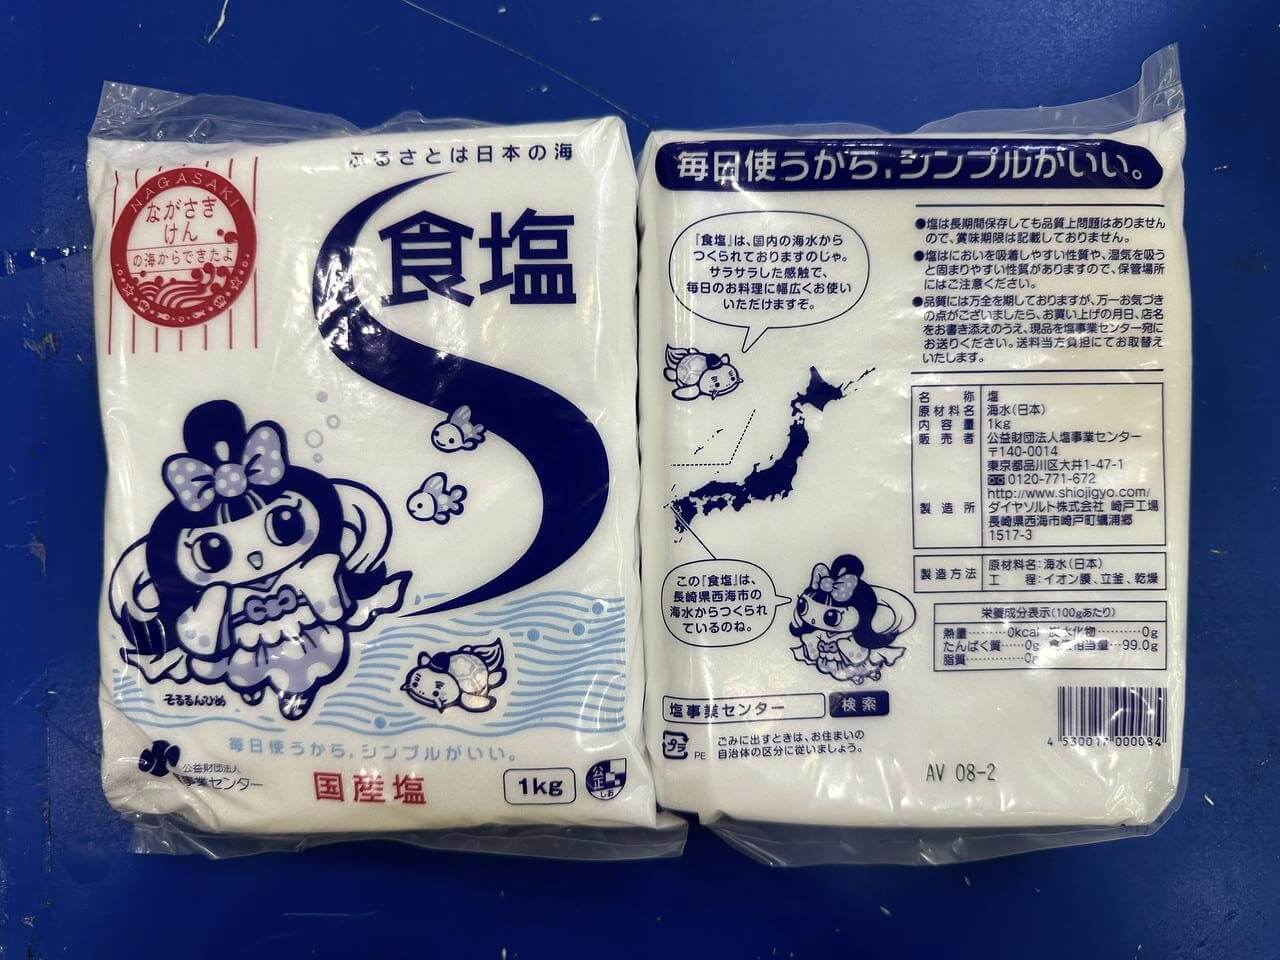 ふるさとは日本の海
NAGASAKI
ながさき
けん
の海からできたよ
食塩
そるるんひめ
毎日使うから、シンプルがいい。
公益財団法人
事業センター
国産塩
1kg
公正
しお
毎日使うから、シンプルがいい。
『食塩』は、国内の海水から
つくられておりますのじゃ。
サラサラした感触で、
毎日のお料理に幅広くお使い
いただけますぞ。
●塩は長期間保存しても品質上問題はありません
ので、賞味期限は記載しておりません。
●塩はにおいを吸着しやすい性質や、湿気を吸う
と固まりやすい性質がありますので、保管場所
にはご注意ください。
●品質には万全を期しておりますが、万一お気づき
の点がございましたら、お買い上げの月日、店名
をお書き添えのうえ、現品を塩事業センター宛に
お送りください。送料当方負担にてお取替え
いたします。
名称 塩
原材料名 海水(日本)
内容量 1kg
販売者 公益財団法人塩事業センター
〒140-0014
東京都品川区大井1-47-1
0120-771-672
http://www.shiojigyo.com/
製造所 ダイヤソルト株式会社 崎戸工場
長崎県西海市崎戸町蠣浦郷
1517-3
製造方法 原材料名:海水(日本)
工程:イオン膜、立釜、乾燥
この『食塩』は、
長崎県西海市の
海水からつくられ
ているのね。
栄養成分表示(100gあたり)
熱量………0kcal 炭水化物………0g
たんぱく質……0g 食塩相当量…99.0g
脂質…………0g
塩事業センター 検索
プラ
PE
ごみに出すときは、お住まいの
自治体の区分に従いましょう。
4 530017 000084
AV 08-2